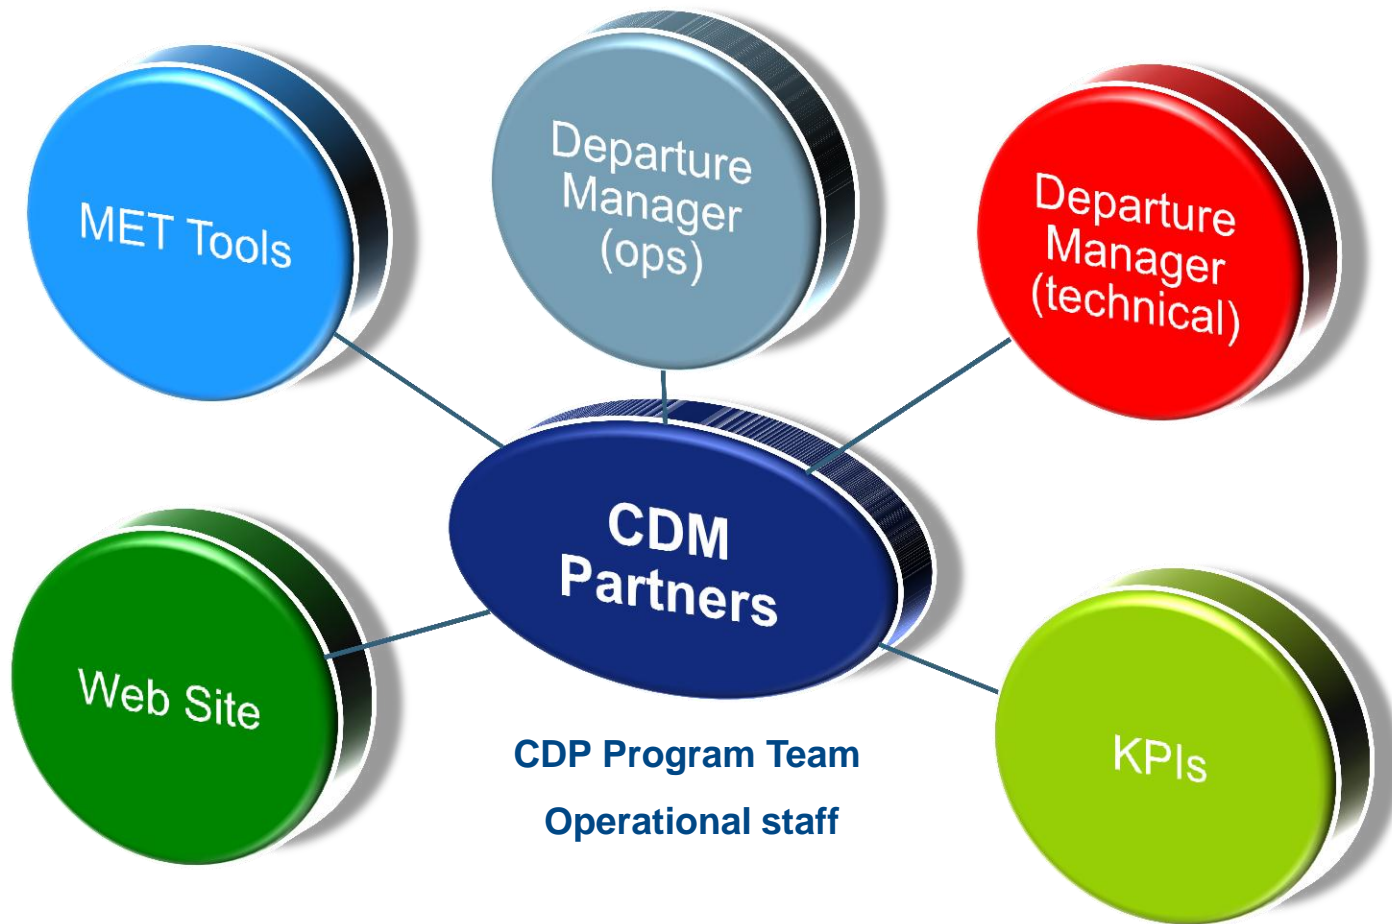 MET Tools
Departure
Manager
(ops)
Departure
Manager
(technical)
CDM
Partners
Web Site
KPIs
CDP Program Team
Operational staff